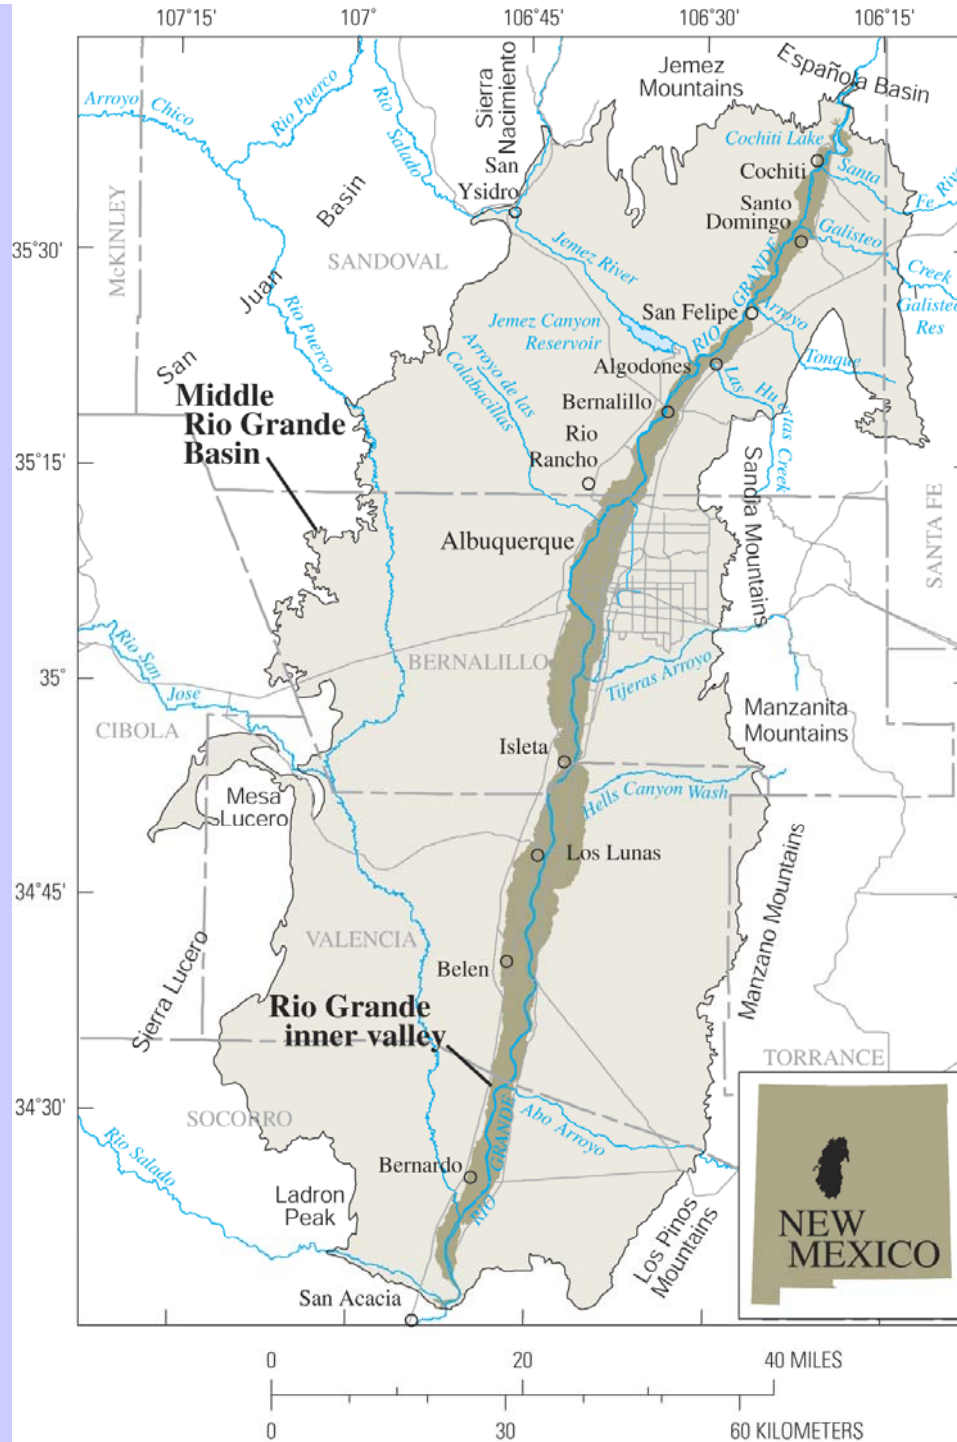 107°15'
107°
106°45'
106°30'
106°15'
Española Basin
Jemez
Mountains
Sierra
Nacimiento
Arroyo Chico
Rio Puerco
Rio Salado
Cochiti Lake
Cochiti
Santa Fe River
San
Ysidro
Santo
Domingo
McKINLEY
San Juan Basin
35°30'
SANDOVAL
Jemez River
Galisteo Creek
Galisteo
Res
RIO GRANDE
San Felipe
Arroyo Tonque
Rio Puerco
Jemez Canyon
Reservoir
Arroyo de las
Calabacillas
Algodones
Las Huertas Creek
Middle
Rio Grande
Basin
Bernalillo
Rio
Rancho
35°15'
Sandia Mountains
SANTA FE
Albuquerque
Rio San Jose
35°
BERNALILLO
Tijeras Arroyo
CIBOLA
Manzanita
Mountains
Isleta
Mesa
Lucero
Hells Canyon Wash
Los Lunas
34°45'
Manzano Mountains
VALENCIA
Sierra Lucero
Belen
Rio Grande
inner valley
TORRANCE
34°30'
SOCORRO
Abo Arroyo
Rio Salado
RIO GRANDE
Bernardo
Ladron
Peak
Los Pinos
Mountains
NEW
MEXICO
San Acacia
0 20 40 MILES
0 30 60 KILOMETERS